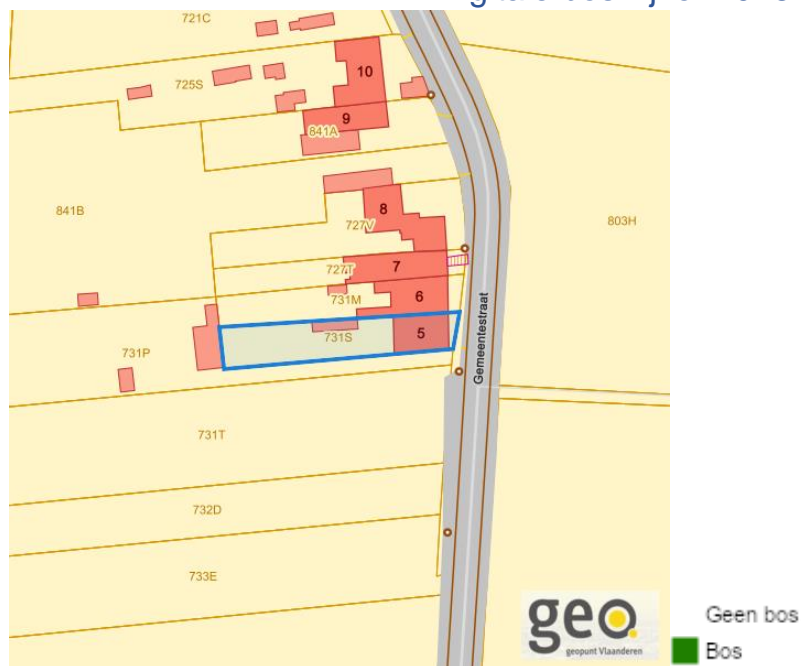 721C
10
725S
9
841A
841B
8
803H
727V
727T
7
731M
6
731S
5
731P
Gemeentestraat
731T
732D
733E
geo
geopunt Vlaanderen
Geen bos
Bos